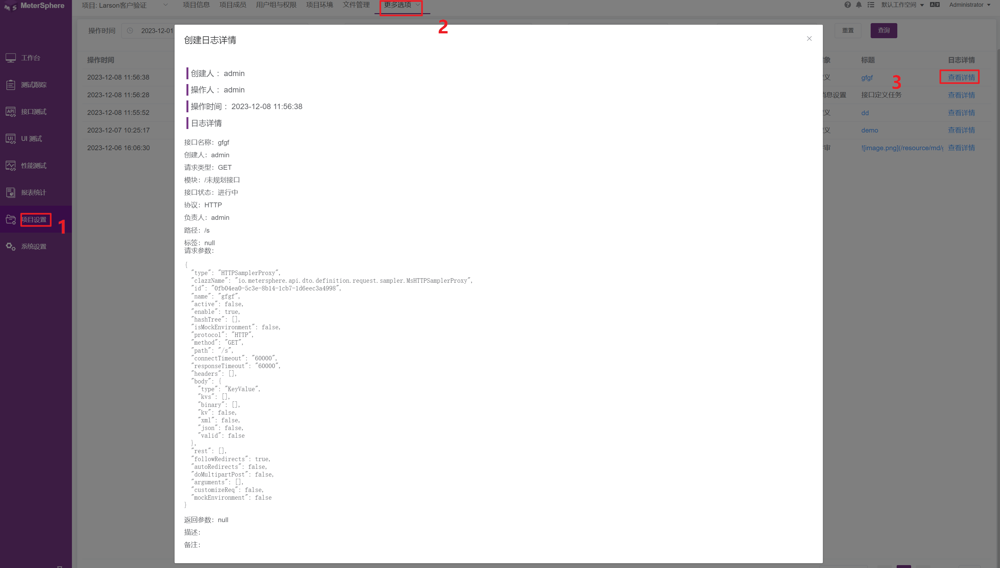 MeterSphere
项目: Larson客户验证
项目信息 项目成员 用户组与权限 项目环境 文件管理 更多选项
默认工作空间 Administrator
2
操作时间 2023-12-01
重置 查询
工作台
测试跟踪
接口测试
UI 测试
性能测试
报表统计
项目设置
1
系统设置
操作时间
2023-12-08 11:56:38
2023-12-08 11:56:28
2023-12-08 11:55:52
2023-12-07 10:25:17
2023-12-06 16:06:30
创建日志详情
创建人： admin
操作人： admin
操作时间： 2023-12-08 11:56:38
日志详情
接口名称：gfgf
创建人：admin
请求类型：GET
模块：/未规划接口
接口状态：进行中
协议：HTTP
负责人：admin
路径：/s
标签：null
请求参数：
{
"type": "HTTPSamplerProxy",
"clazzName": "io.metersphere.api.dto.definition.request.sampler.MsHTTPSamplerProxy",
"id": "0fb04ea0-5c3e-8b14-1cb7-1d6eec3a4998",
"name": "gfgf",
"active": false,
"enable": true,
"hashTree": [],
"isMockEnvironment": false,
"protocol": "HTTP",
"method": "GET",
"path": "/s",
"connectTimeout": "60000",
"responseTimeout": "60000",
"headers": [],
"body": {
"type": "KeyValue",
"kvs": [],
"binary": [],
"kv": false,
"xml": false,
"json": false,
"valid": false
},
"rest": [],
"followRedirects": true,
"autoRedirects": false,
"doMultipartPost": false,
"arguments": [],
"customizeReq": false,
"mockEnvironment": false
}
返回参数：null
描述：
备注：
象 标题 日志详情
义 gfgf 3 查看详情
消息设置 接口定义任务 查看详情
义 dd 查看详情
义 demo 查看详情
审 ![image.png](/resource/md/g 查看详情